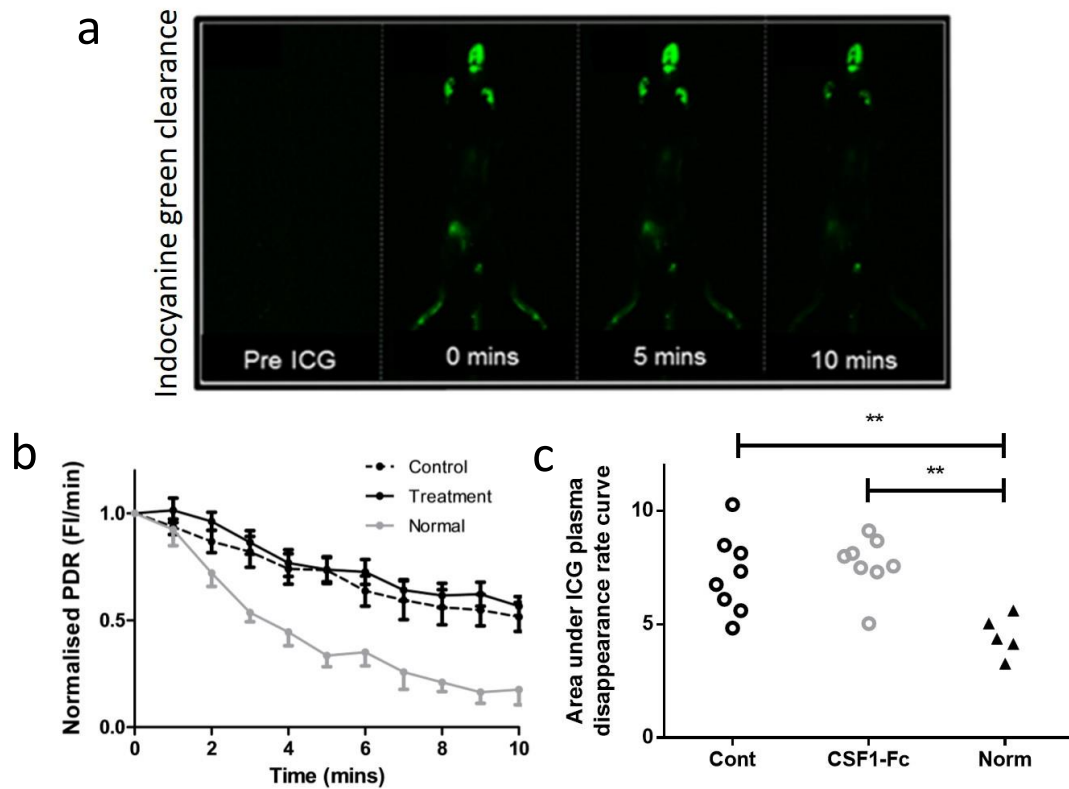 a
Indocyanine green clearance
Pre ICG
0 mins
5 mins
10 mins
b
Normalised PDR (FI/min)
1.0
0.5
0.0
0
2
4
6
8
10
Time (mins)
Control
Treatment
Normal
c
Area under ICG plasma
disappearance rate curve
10
5
0
**
**
Cont
CSF1-Fc
Norm